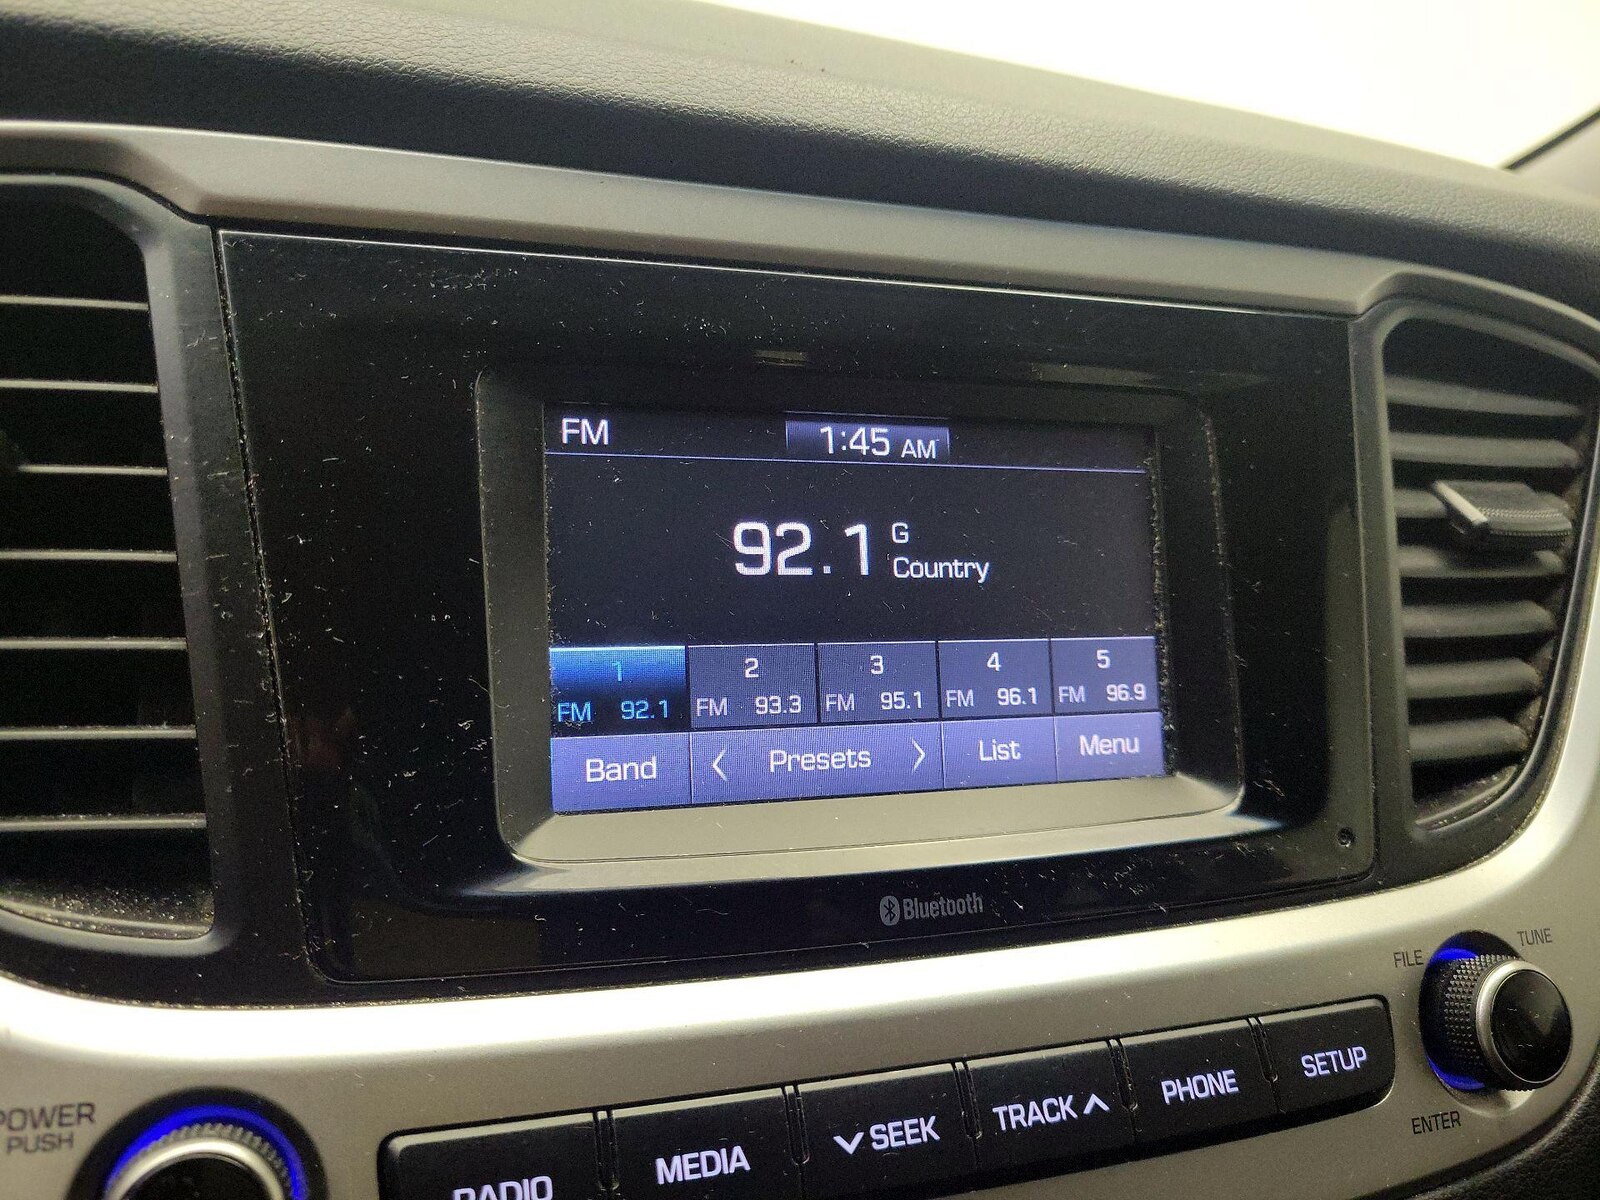 FM
1:45 AM
92.1 G
Country
1 2 3 4 5
FM 92.1 FM 93.3 FM 95.1 FM 96.1 FM 96.9
Band < Presets > List Menu
Bluetooth
FILE TUNE
POWER
PUSH
RADIO MEDIA SEEK TRACK PHONE SETUP
ENTER